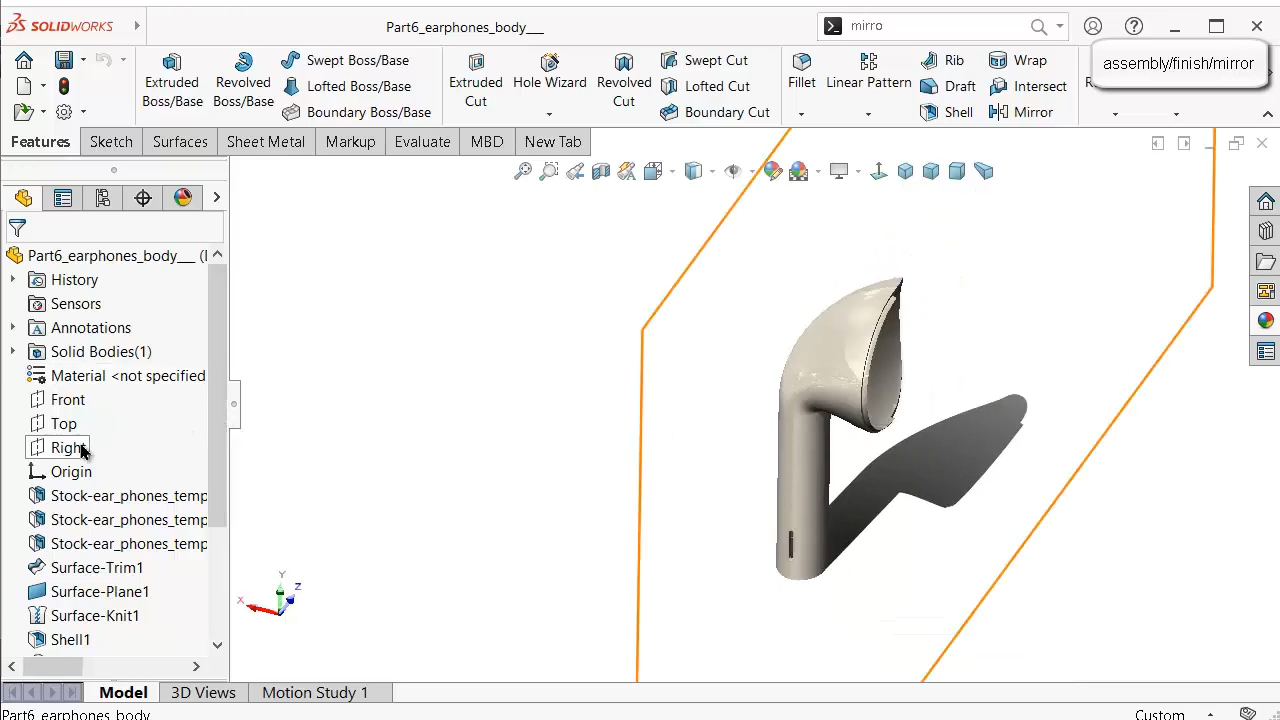 SOLIDWORKS
Part6_earphones_body___
mirro
assembly/finish/mirror
Extruded Boss/Base
Revolved Boss/Base
Swept Boss/Base
Lofted Boss/Base
Boundary Boss/Base
Extruded Cut
Hole Wizard
Revolved Cut
Swept Cut
Lofted Cut
Boundary Cut
Fillet
Linear Pattern
Rib
Draft
Shell
Wrap
Intersect
Mirror
Features
Sketch
Surfaces
Sheet Metal
Markup
Evaluate
MBD
New Tab
Part6_earphones_body___ (
History
Sensors
Annotations
Solid Bodies(1)
Material <not specified
Front
Top
Right
Origin
Stock-ear_phones_temp
Stock-ear_phones_temp
Stock-ear_phones_temp
Surface-Trim1
Surface-Plane1
Surface-Knit1
Shell1
Y
Z
X
Model
3D Views
Motion Study 1
Part6_earphones_body
Custom